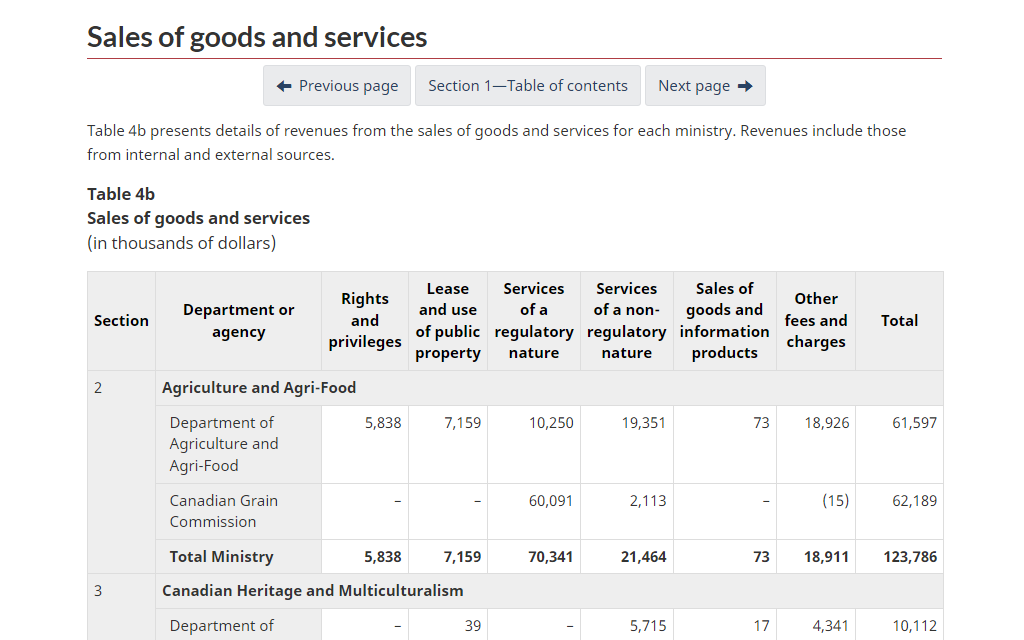 Sales of goods and services
Previous page Section 1—Table of contents Next page
Table 4b presents details of revenues from the sales of goods and services for each ministry. Revenues include those
from internal and external sources.
Table 4b
Sales of goods and services
(in thousands of dollars)
Section
Department or
agency
Rights
and
privileges
Lease
and use
of public
property
Services
of a
regulatory
nature
Services
of a non-
regulatory
nature
Sales of
goods and
information
products
Other
fees and
charges
Total
2 Agriculture and Agri-Food
Department of 5,838 7,159 10,250 19,351 73 18,926 61,597
Agriculture and
Agri-Food
Canadian Grain – – 60,091 2,113 – (15) 62,189
Commission
Total Ministry 5,838 7,159 70,341 21,464 73 18,911 123,786
3 Canadian Heritage and Multiculturalism
Department of – 39 – 5,715 17 4,341 10,112